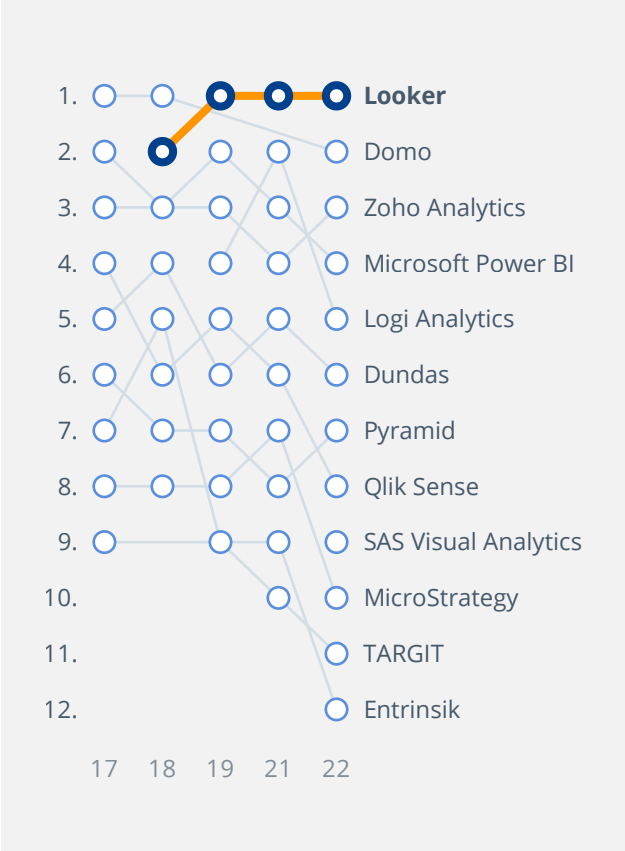 1. Looker
2. Domo
3. Zoho Analytics
4. Microsoft Power BI
5. Logi Analytics
6. Dundas
7. Pyramid
8. Qlik Sense
9. SAS Visual Analytics
10. MicroStrategy
11. TARGIT
12. Entrinsik
17 18 19 21 22